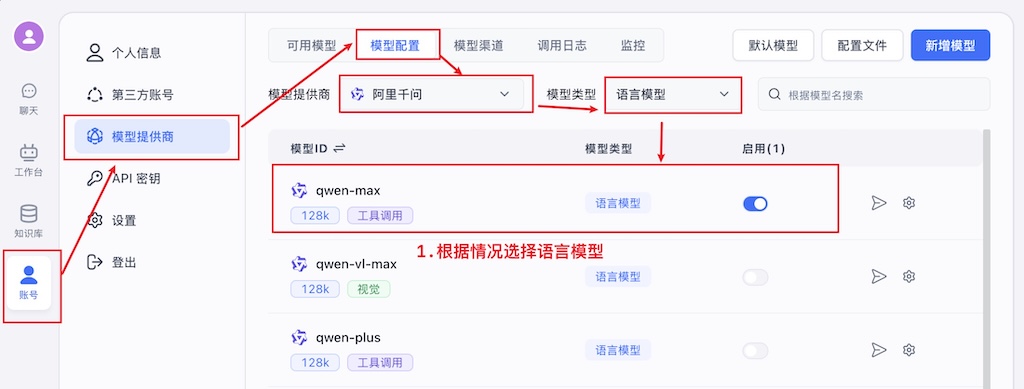 聊天
工作台
知识库
账号
个人信息
第三方账号
模型提供商
API 密钥
设置
登出
可用模型 模型配置 模型渠道 调用日志 监控 默认模型 配置文件 新增模型
模型提供商 阿里千问 模型类型 语言模型 根据模型名搜索
模型ID 模型类型 启用(1)
qwen-max
128k 工具调用 语言模型
1.根据情况选择语言模型
qwen-vl-max
128k 视觉 语言模型
qwen-plus
128k 工具调用 语言模型